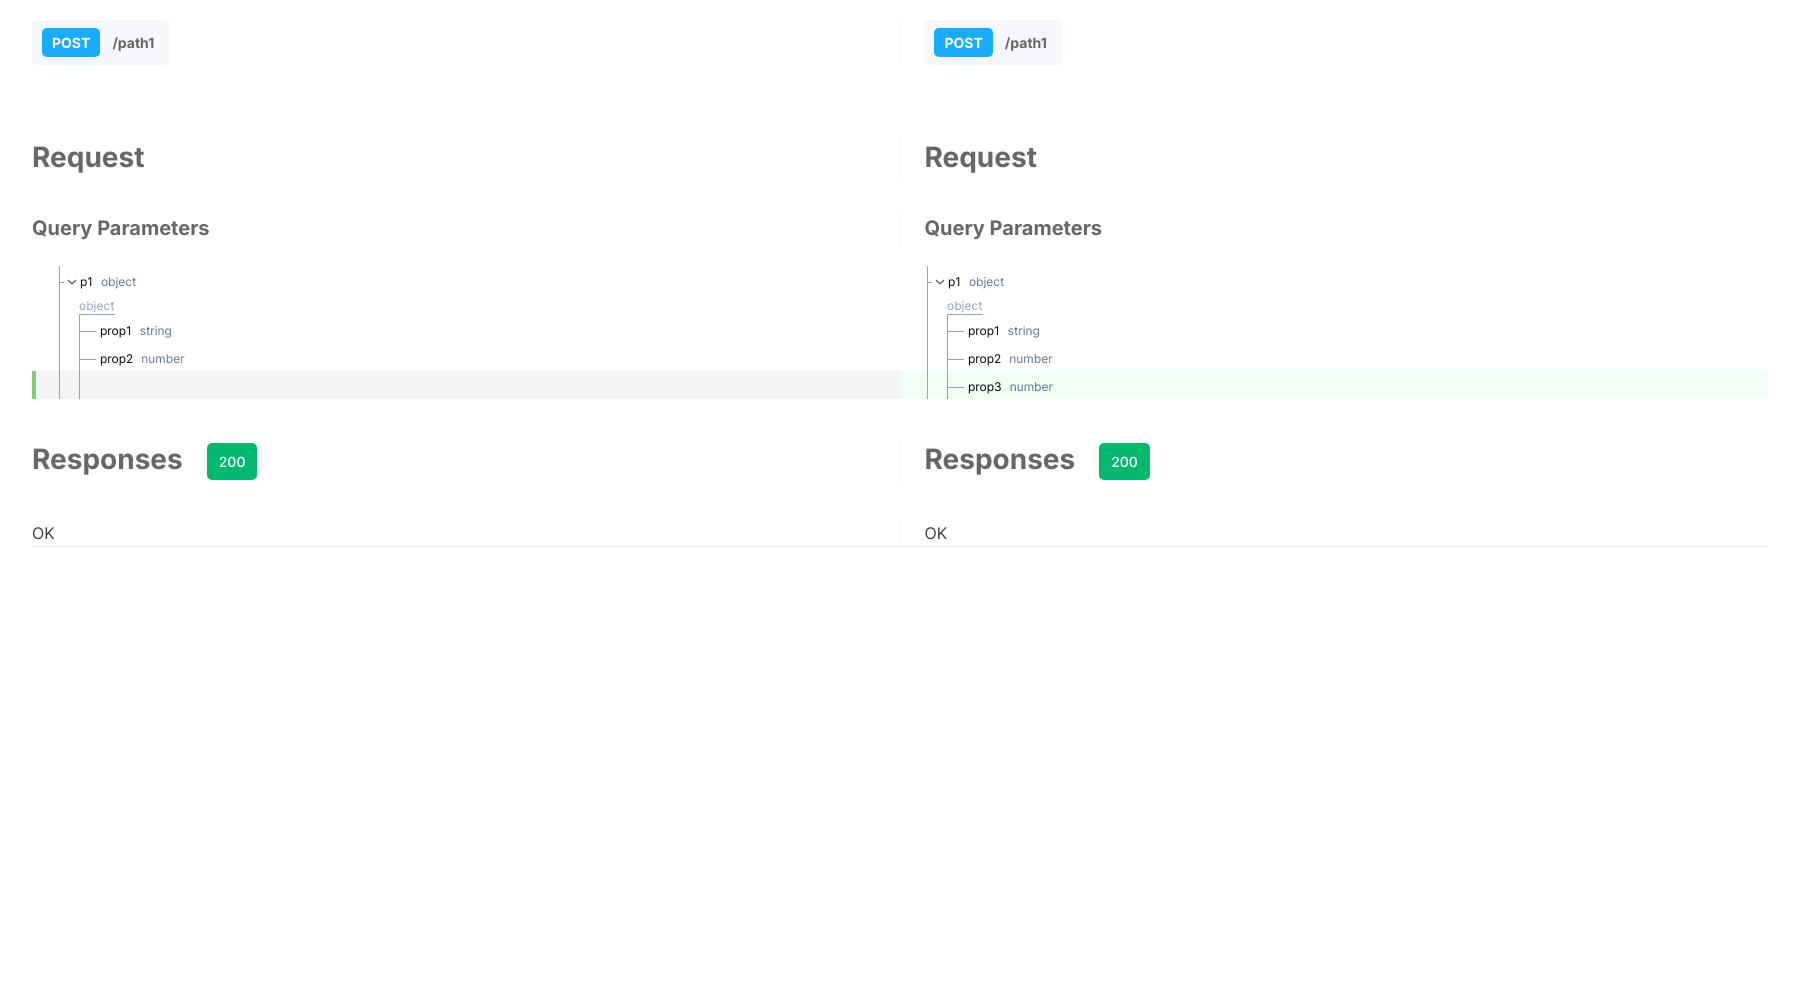 POST /path1
POST /path1
Request
Request
Query Parameters
Query Parameters
p1 object
p1 object
object
object
prop1 string
prop1 string
prop2 number
prop2 number
prop3 number
Responses 200
Responses 200
OK
OK